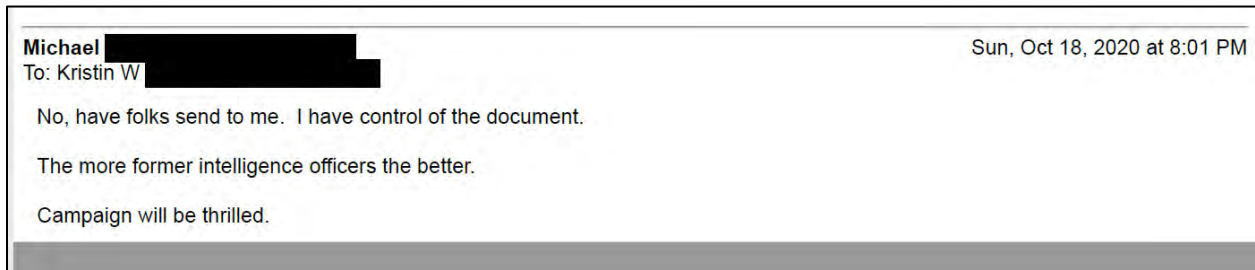 Michael
Sun, Oct 18, 2020 at 8:01 PM
To: Kristin W
No, have folks send to me. I have control of the document.
The more former intelligence officers the better.
Campaign will be thrilled.